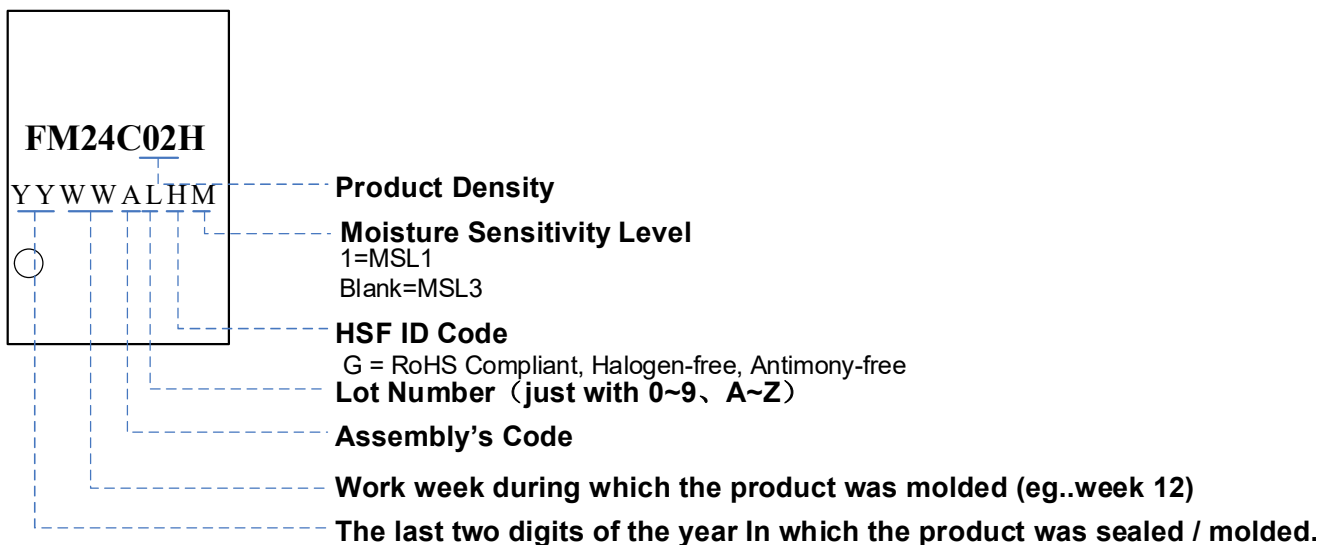 FM24C02H
YYWWALHM
Product Density
Moisture Sensitivity Level
1=MSL1
Blank=MSL3
HSF ID Code
G = RoHS Compliant, Halogen-free, Antimony-free
Lot Number（just with 0~9、A~Z）
Assembly’s Code
Work week during which the product was molded (eg..week 12)
The last two digits of the year In which the product was sealed / molded.